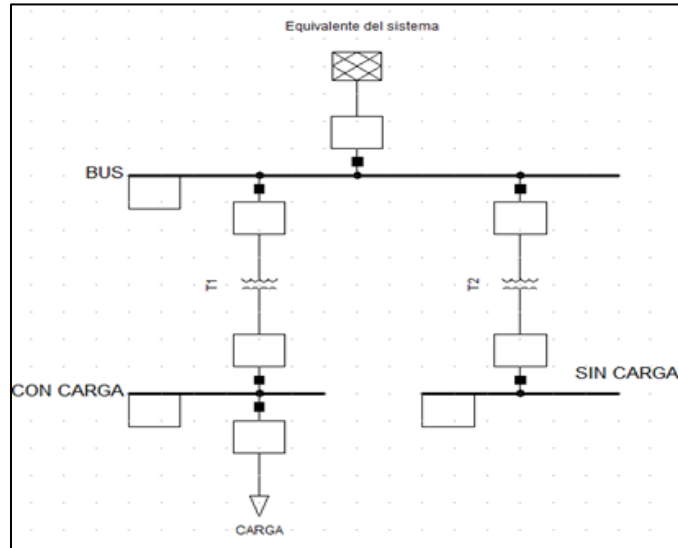 Equivalente del sistema
BUS
T1
T2
CON CARGA
SIN CARGA
CARGA